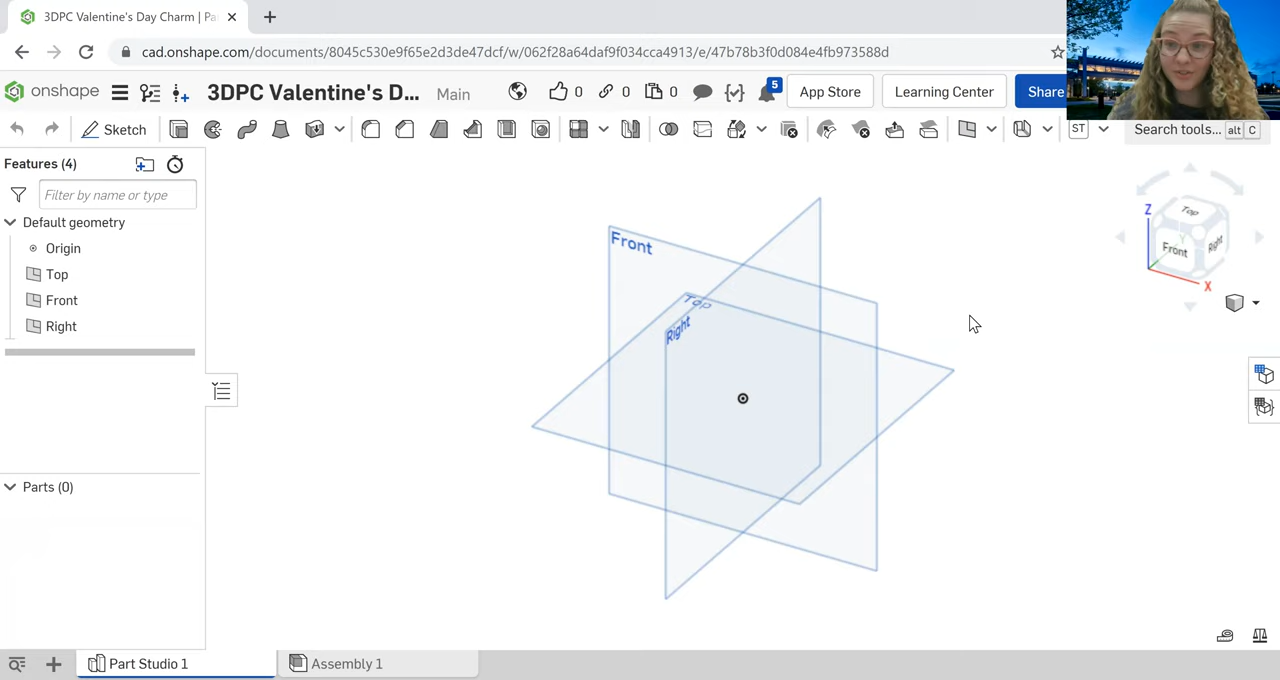 3DPC Valentine's Day Charm | Pa
cad.onshape.com/documents/8045c530e9f65e2d3de47dcf/w/062f28a64daf9f034cca4913/e/47b78b3f0d084e4fb973588d
onshape
3DPC Valentine's D... Main
0 0 0
5
App Store
Learning Center
Share
Sketch
ST
Search tools... alt C
Features (4)
Filter by name or type
Default geometry
Origin
Top
Front
Right
Parts (0)
Front
Top
Right
Z
Top
Y
Front
Right
X
Part Studio 1
Assembly 1